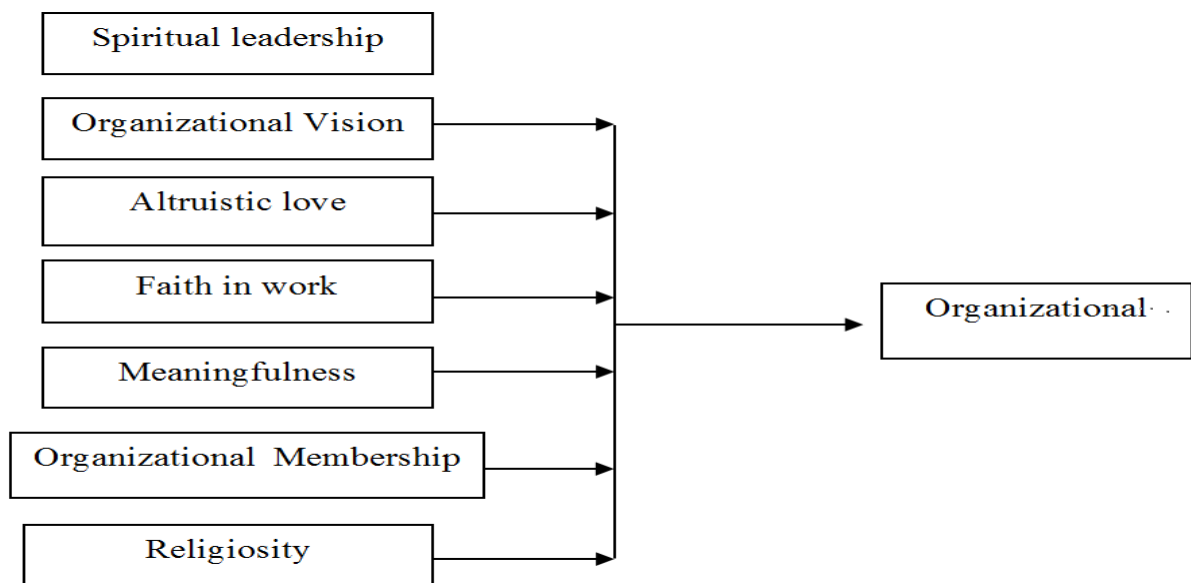 Spiritual leadership
Organizational Vision
Altruistic love
Faith in work
Meaningfulness
Organizational Membership
Religiosity
Organizational